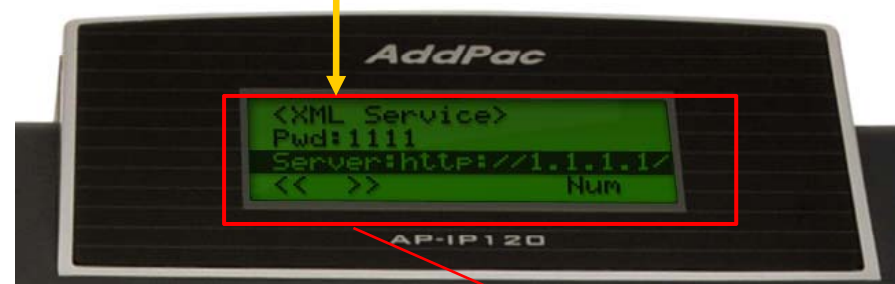 AddPac
<XML Service>
Pwd:1111
Server:http://1.1.1.1/
<< >> Num
AP-IP120